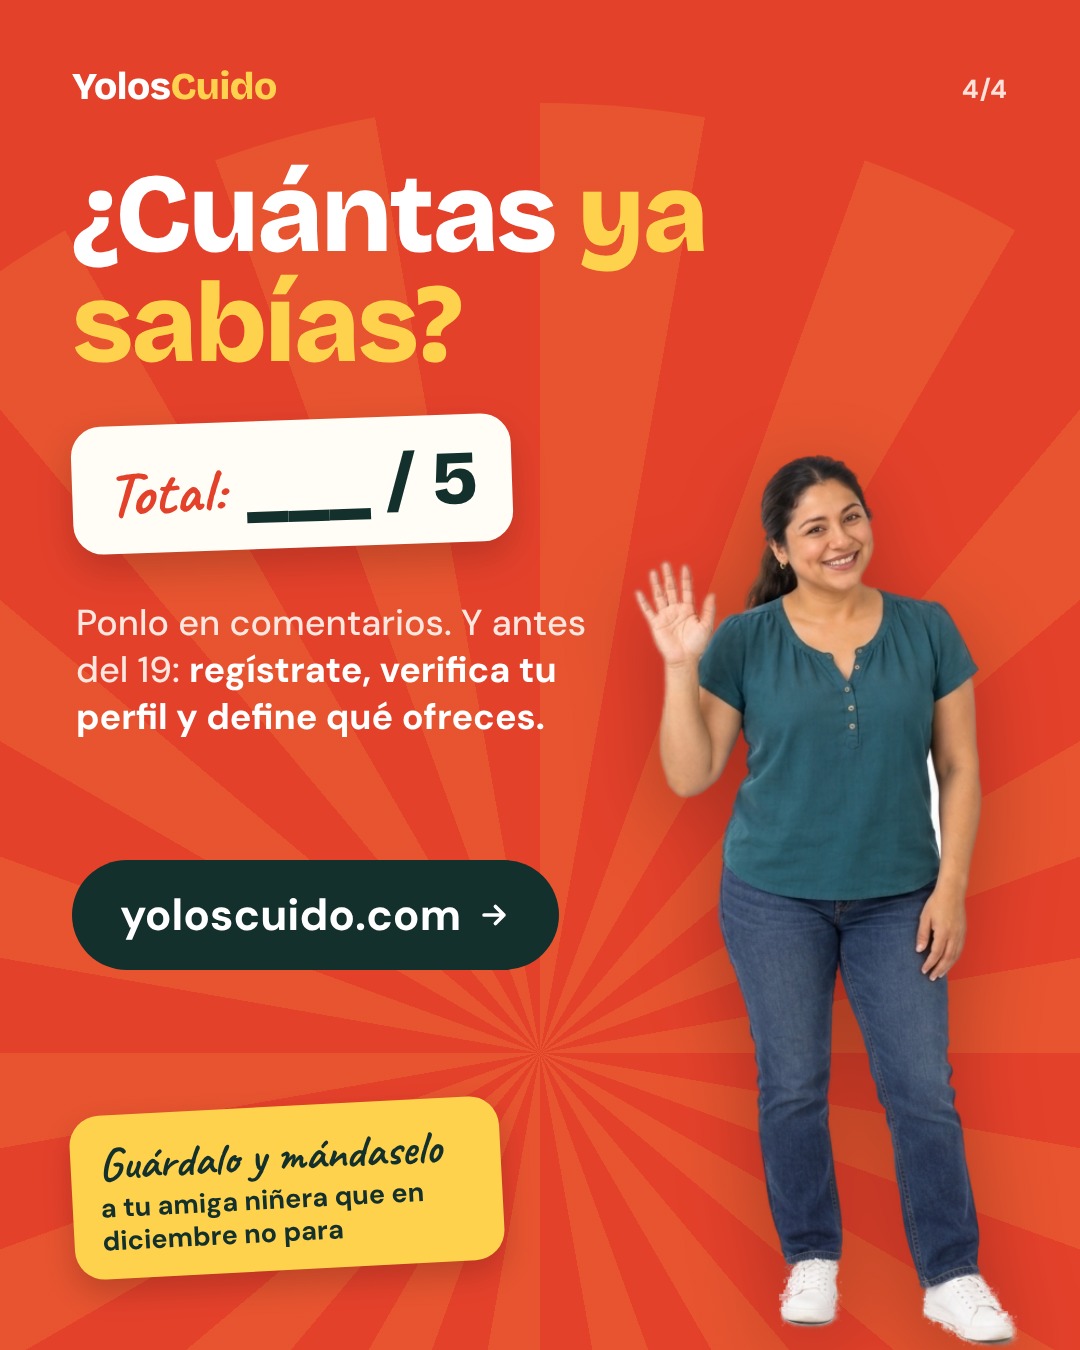 YolosCuido
4/4
¿Cuántas ya
sabías?
Total: ___ / 5
Ponlo en comentarios. Y antes
del 19: regístrate, verifica tu
perfil y define qué ofreces.
yoloscuido.com →
Guárdalo y mándaselo
a tu amiga niñera que en
diciembre no para